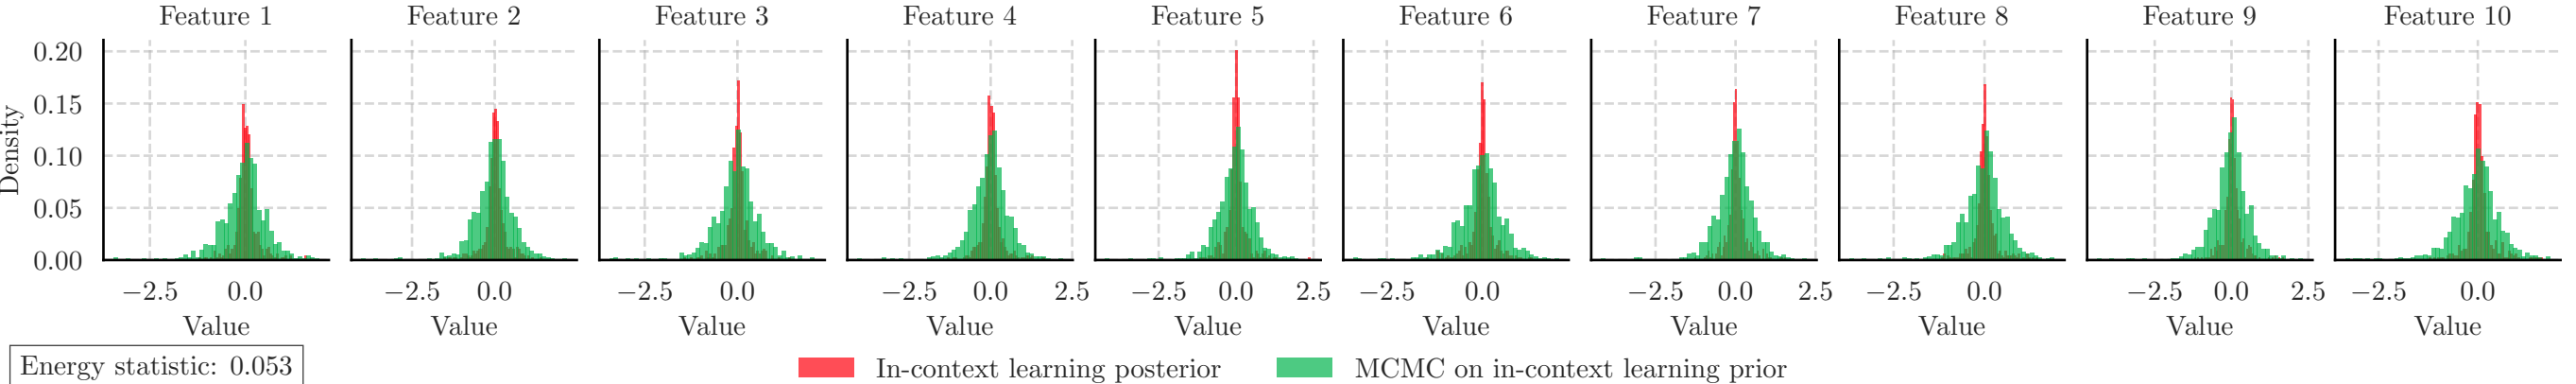 Feature 1 Feature 2 Feature 3 Feature 4 Feature 5 Feature 6 Feature 7 Feature 8 Feature 9 Feature 10
0.20
0.15
0.10
0.05
0.00
Density
−2.5 0.0 −2.5 0.0 −2.5 0.0 −2.5 0.0 2.5 −2.5 0.0 2.5 −2.5 0.0 −2.5 0.0 2.5 −2.5 0.0 −2.5 0.0 2.5 −2.5 0.0
Value Value Value Value Value Value Value Value Value Value
Energy statistic: 0.053
In-context learning posterior MCMC on in-context learning prior